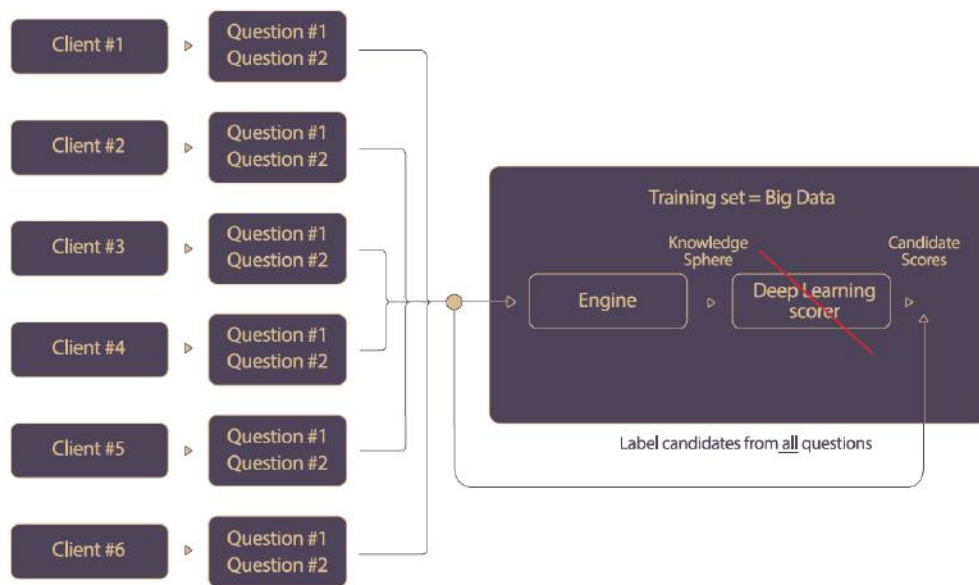 Client #1
Question #1
Question #2
Client #2
Question #1
Question #2
Client #3
Question #1
Question #2
Client #4
Question #1
Question #2
Client #5
Question #1
Question #2
Client #6
Question #1
Question #2
Training set = Big Data
Knowledge
Sphere
Candidate
Scores
Engine
Deep Learning
scorer
Label candidates from all questions